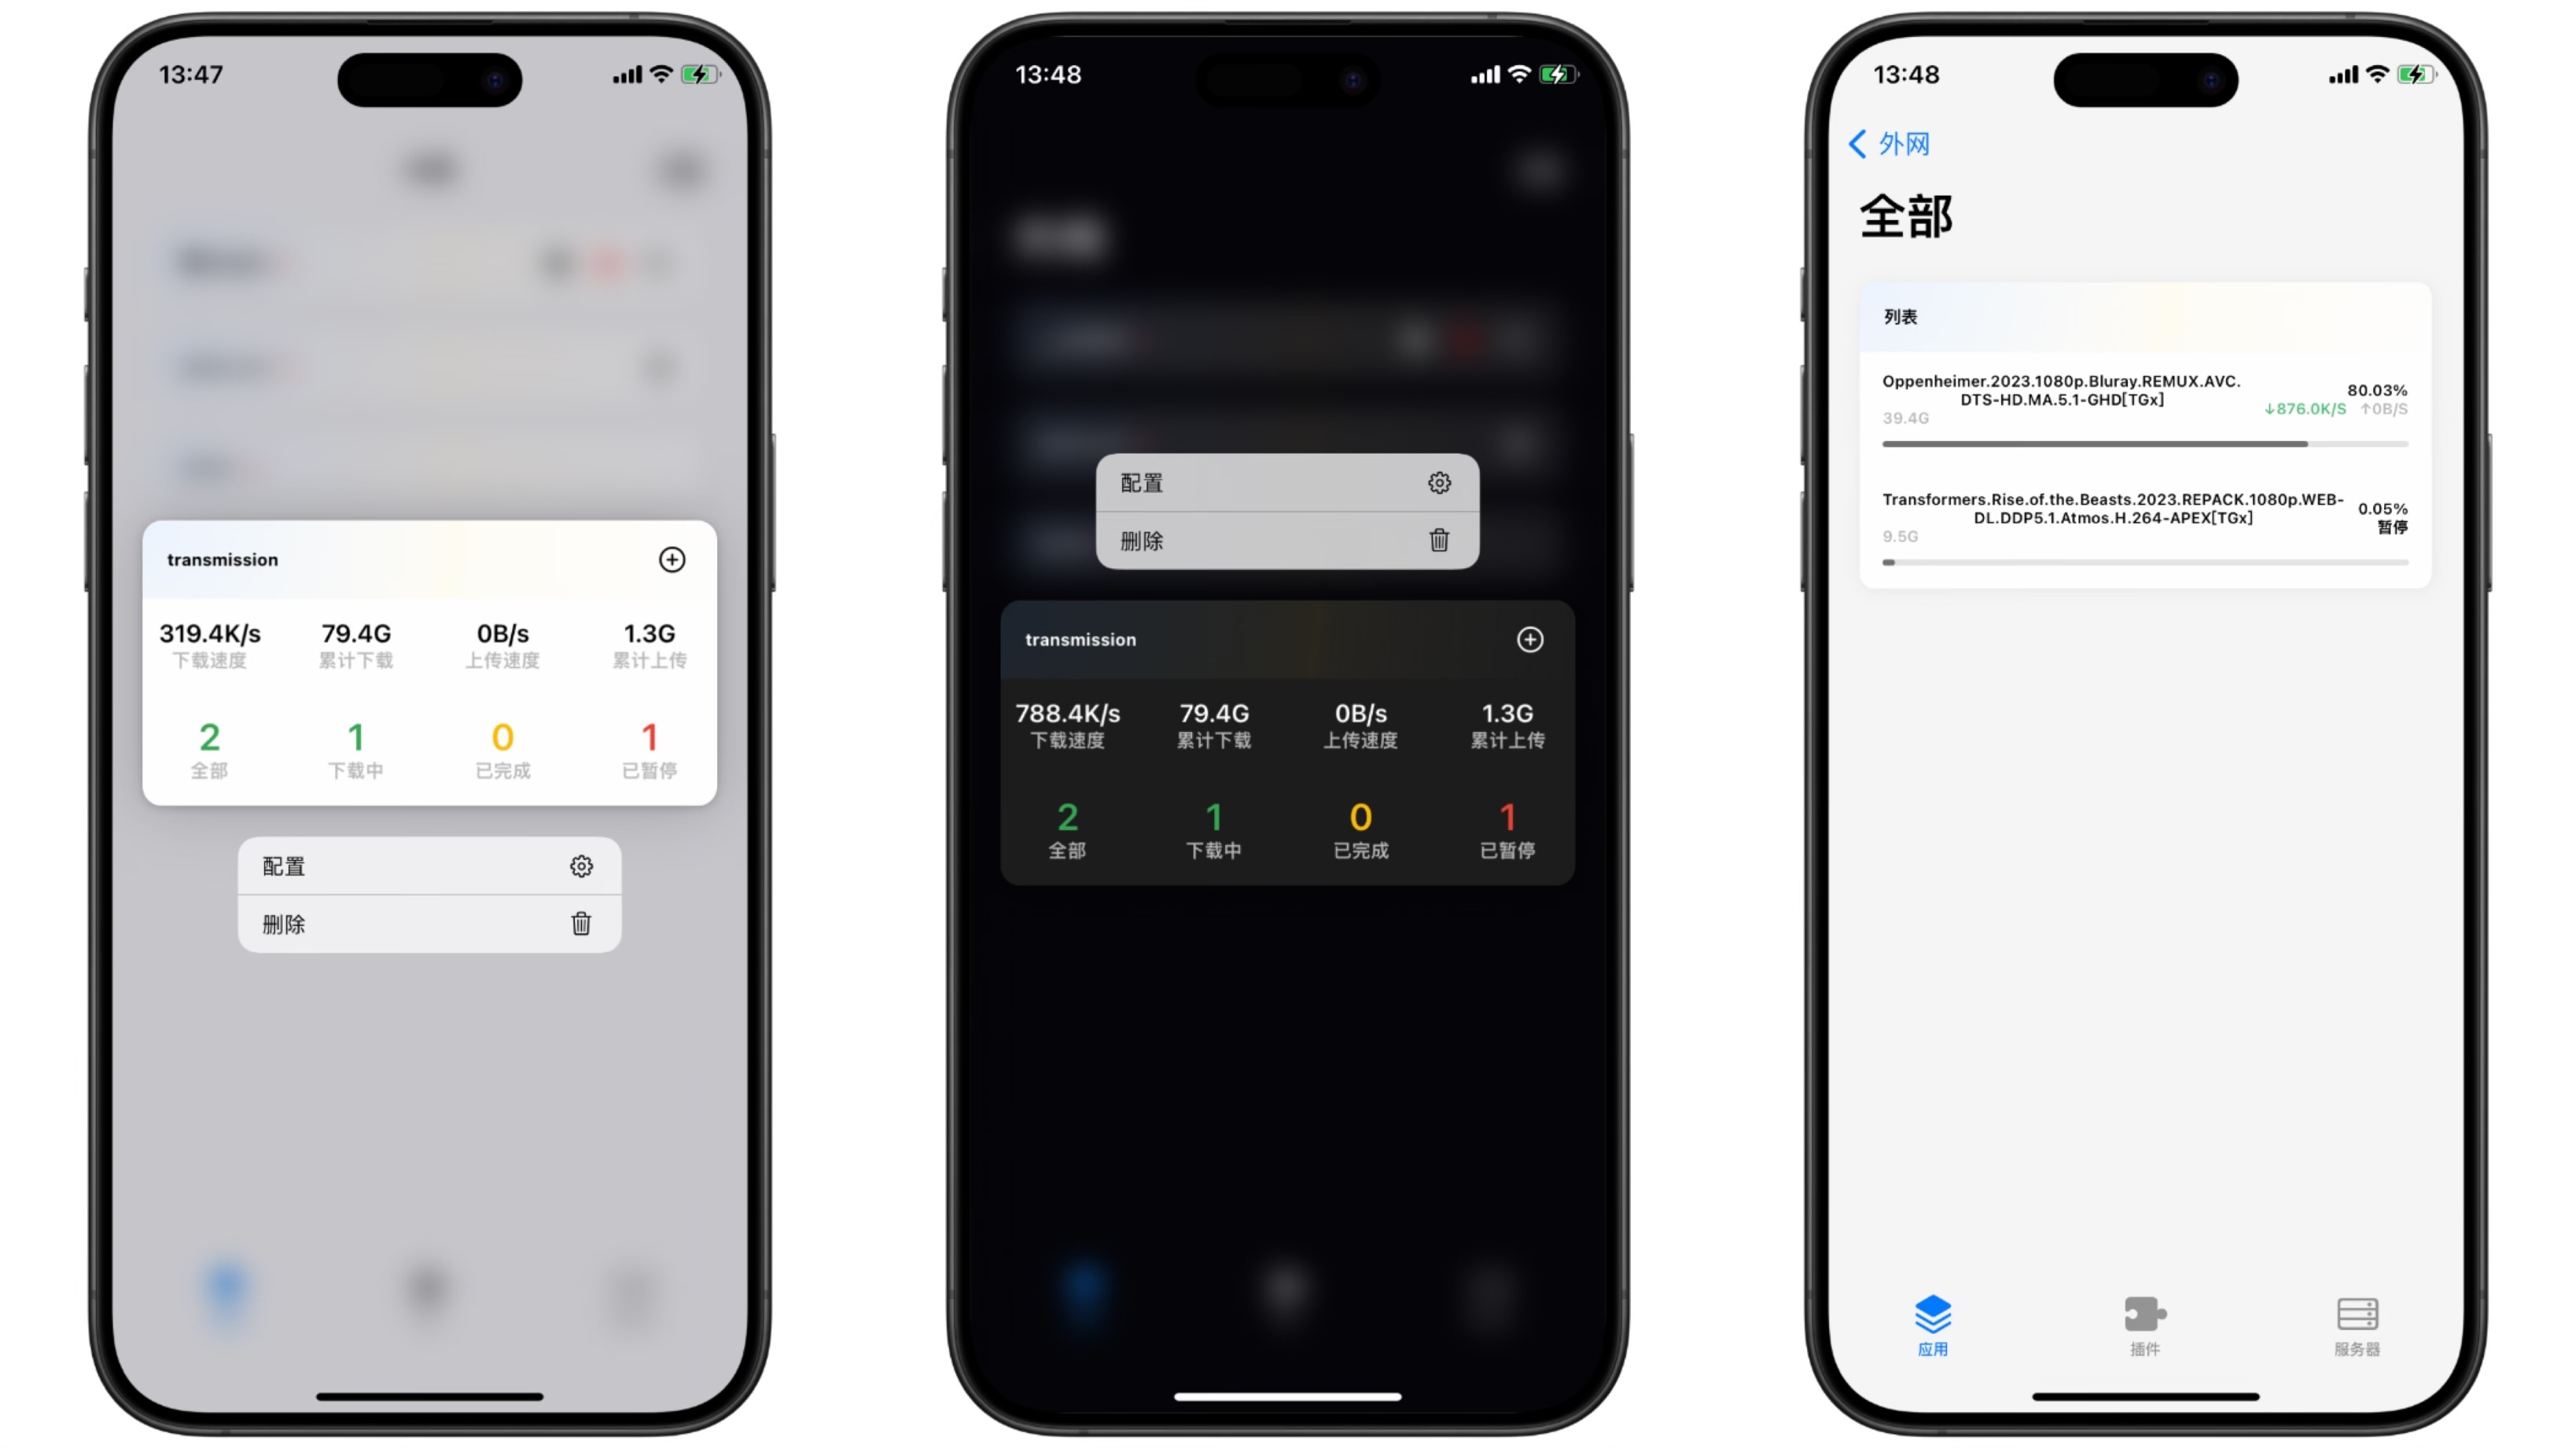 13:47
transmission
319.4K/s 79.4G 0B/s 1.3G
下载速度 累计下载 上传速度 累计上传
2 1 0 1
全部 下载中 已完成 已暂停
配置
删除
13:48
配置
删除
transmission
788.4K/s 79.4G 0B/s 1.3G
下载速度 累计下载 上传速度 累计上传
2 1 0 1
全部 下载中 已完成 已暂停
13:48
外网
全部
列表
Oppenheimer.2023.1080p.Bluray.REMUX.AVC.
DTS-HD.MA.5.1-GHD[TGx]
39.4G
80.03%
↓876.0K/S ↑0B/S
Transformers.Rise.of.the.Beasts.2023.REPACK.1080p.WEB-
DL.DDP5.1.Atmos.H.264-APEX[TGx]
9.5G
0.05%
暂停
应用 插件 服务器